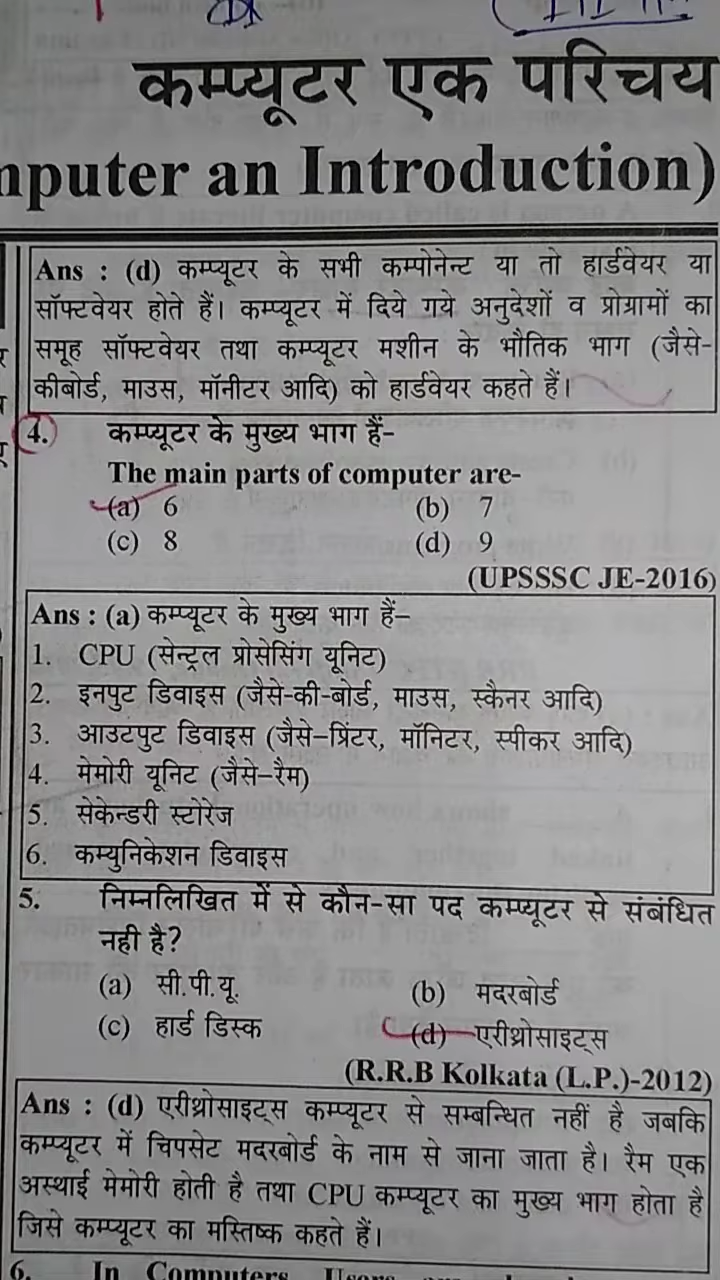 कम्प्यूटर एक परिचय
mputer an Introduction)
Ans : (d) कम्प्यूटर के सभी कम्पोनेन्ट या तो हार्डवेयर या
सॉफ्टवेयर होते हैं। कम्प्यूटर में दिये गये अनुदेशों व प्रोग्रामों का
समूह सॉफ्टवेयर तथा कम्प्यूटर मशीन के भौतिक भाग (जैसे-
कीबोर्ड, माउस, मॉनीटर आदि) को हार्डवेयर कहते हैं।
4. कम्प्यूटर के मुख्य भाग हैं-
The main parts of computer are-
(a) 6 (b) 7
(c) 8 (d) 9
(UPSSSC JE-2016)
Ans : (a) कम्प्यूटर के मुख्य भाग हैं–
1. CPU (सेन्ट्रल प्रोसेसिंग यूनिट)
2. इनपुट डिवाइस (जैसे-की-बोर्ड, माउस, स्कैनर आदि)
3. आउटपुट डिवाइस (जैसे–प्रिंटर, मॉनिटर, स्पीकर आदि)
4. मेमोरी यूनिट (जैसे–रैम)
5. सेकेन्डरी स्टोरेज
6. कम्युनिकेशन डिवाइस
5. निम्नलिखित में से कौन-सा पद कम्प्यूटर से संबंधित
नही है?
(a) सी.पी.यू. (b) मदरबोर्ड
(c) हार्ड डिस्क (d) एरीथ्रोसाइट्स
(R.R.B Kolkata (L.P.)-2012)
Ans : (d) एरीथ्रोसाइट्स कम्प्यूटर से सम्बन्धित नहीं है जबकि
कम्प्यूटर में चिपसेट मदरबोर्ड के नाम से जाना जाता है। रैम एक
अस्थाई मेमोरी होती है तथा CPU कम्प्यूटर का मुख्य भाग होता है
जिसे कम्प्यूटर का मस्तिष्क कहते हैं।
6. In Computers, Users